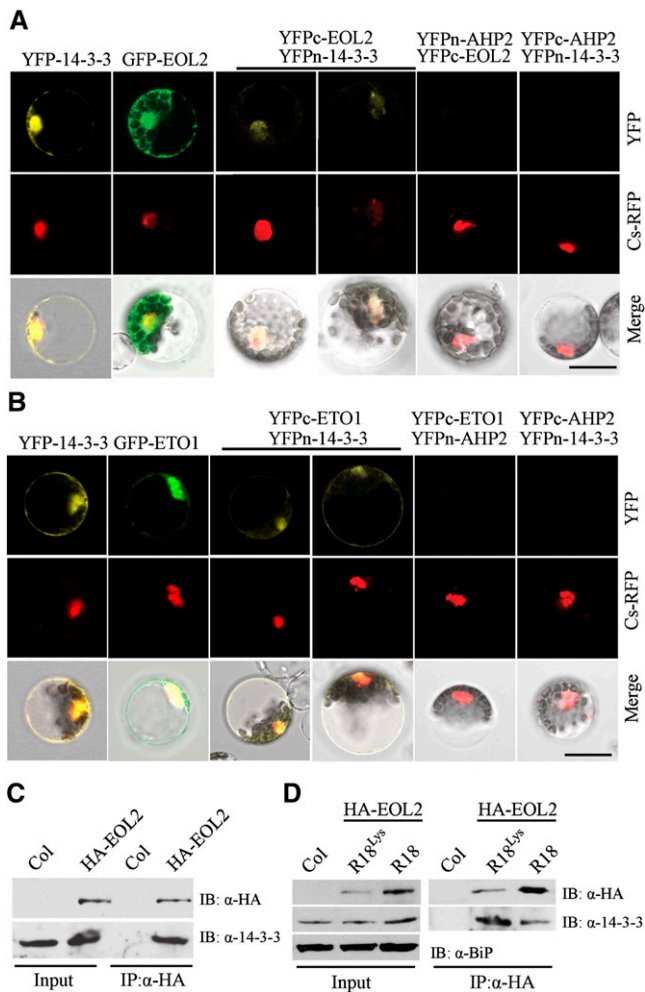 A
YFP-14-3-3 GFP-EOL2 YFPc-EOL2 YFPn-14-3-3 YFPn-AHP2 YFPc-EOL2 YFPc-AHP2 YFPn-14-3-3
YFP
Cs-RFP
Merge
B
YFP-14-3-3 GFP-ETO1 YFPc-ETO1 YFPn-14-3-3 YFPc-ETO1 YFPn-AHP2 YFPc-AHP2 YFPn-14-3-3
YFP
Cs-RFP
Merge
C
Col HA-EOL2 Col HA-EOL2
IB: α-HA
IB: α-14-3-3
Input IP:α-HA
D
HA-EOL2 HA-EOL2
Col R18Lys R18 Col R18Lys R18
IB: α-HA
IB: α-14-3-3
IB: α-BiP
Input IP:α-HA